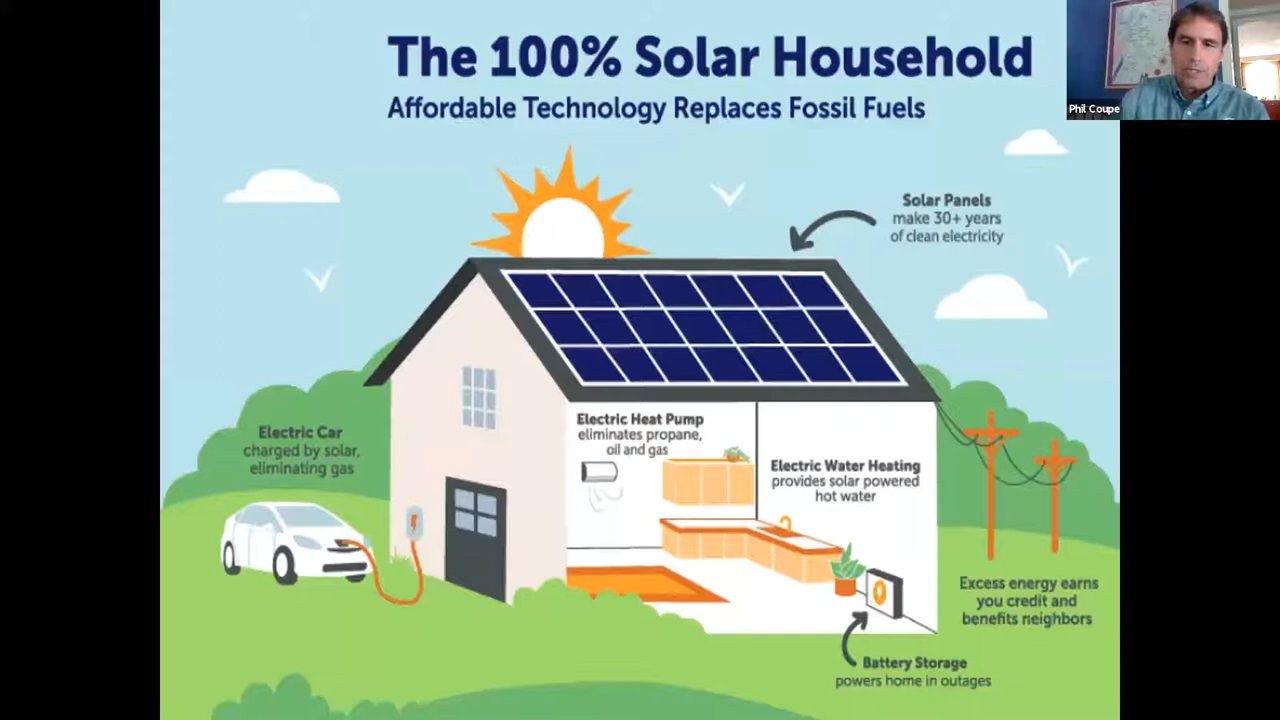 The 100% Solar Household
Affordable Technology Replaces Fossil Fuels
Phil Coupe
Solar Panels
make 30+ years
of clean electricity
Electric Car
charged by solar,
eliminating gas
Electric Heat Pump
eliminates propane,
oil and gas
Electric Water Heating
provides solar powered
hot water
Excess energy earns
you credit and
benefits neighbors
Battery Storage
powers home in outages